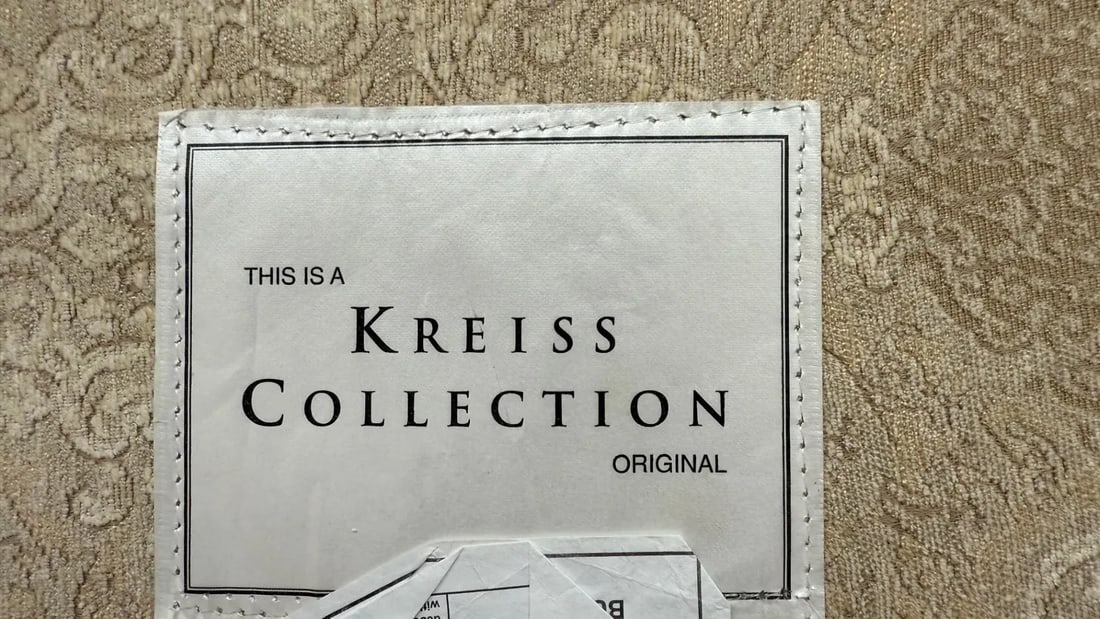 THIS IS A
KREISS
COLLECTION
ORIGINAL